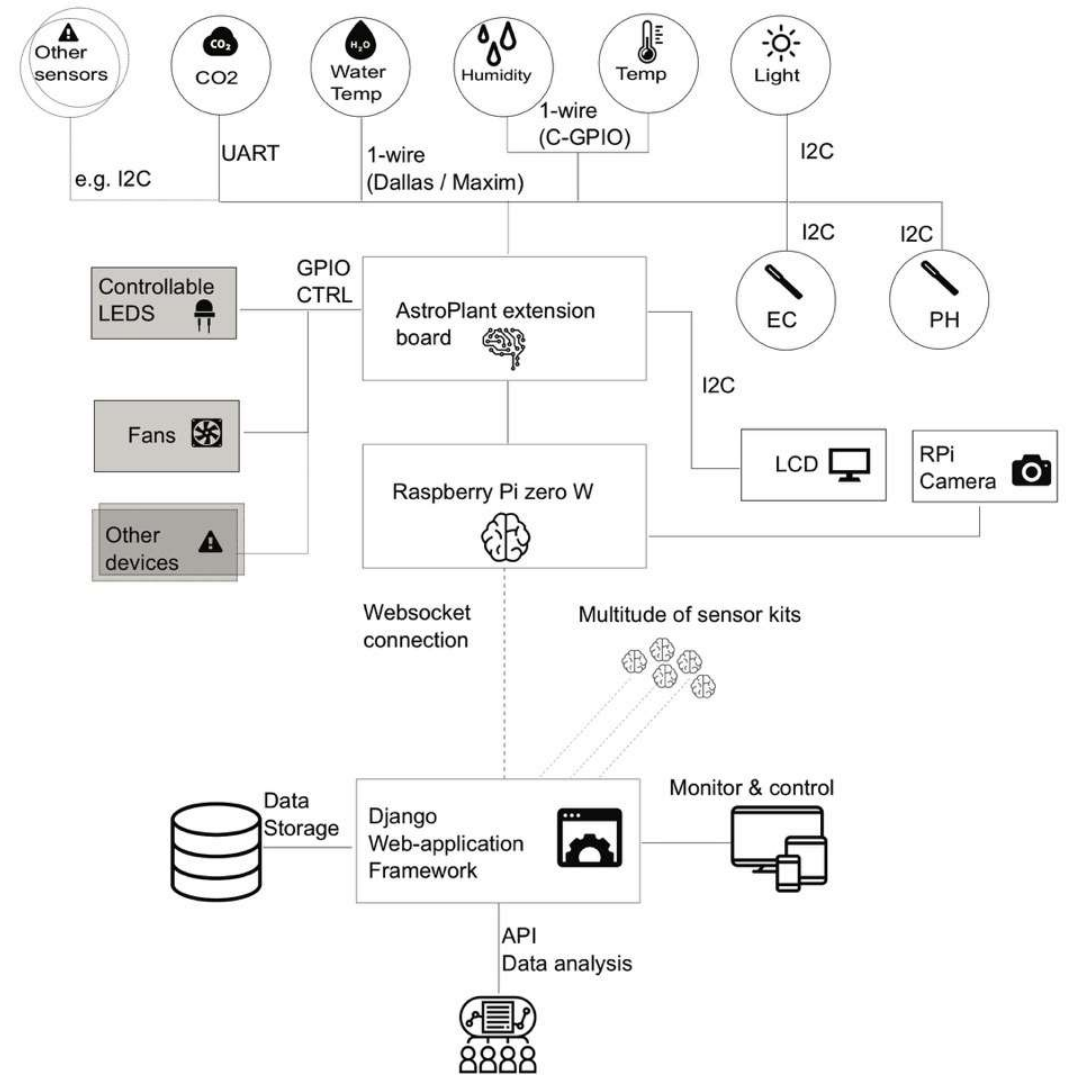 Other
sensors
CO₂
CO2
H₂O
Water
Temp
Humidity
Temp
Light
1-wire
(C-GPIO)
UART
1-wire
(Dallas / Maxim)
I2C
e.g. I2C
I2C
I2C
EC
PH
GPIO
CTRL
Controllable
LEDS
AstroPlant extension
board
I2C
Fans
LCD
RPi
Camera
Raspberry Pi zero W
Other
devices
Websocket
connection
Multitude of sensor kits
Monitor & control
Data
Storage
Django
Web-application
Framework
API
Data analysis